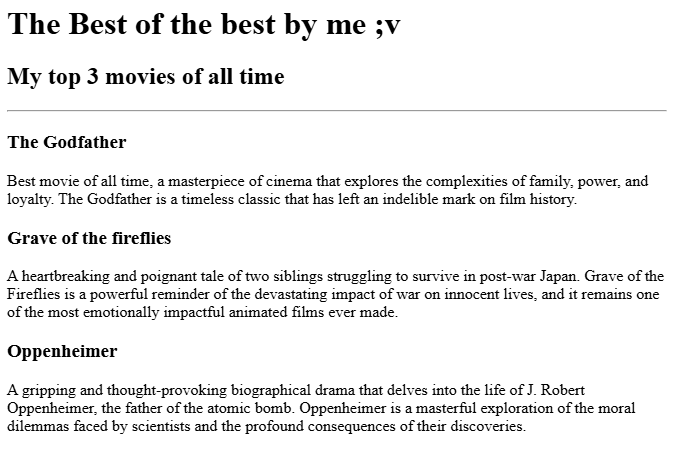 The Best of the best by me ;v
My top 3 movies of all time
The Godfather
Best movie of all time, a masterpiece of cinema that explores the complexities of family, power, and
loyalty. The Godfather is a timeless classic that has left an indelible mark on film history.
Grave of the fireflies
A heartbreaking and poignant tale of two siblings struggling to survive in post-war Japan. Grave of the
Fireflies is a powerful reminder of the devastating impact of war on innocent lives, and it remains one
of the most emotionally impactful animated films ever made.
Oppenheimer
A gripping and thought-provoking biographical drama that delves into the life of J. Robert
Oppenheimer, the father of the atomic bomb. Oppenheimer is a masterful exploration of the moral
dilemmas faced by scientists and the profound consequences of their discoveries.